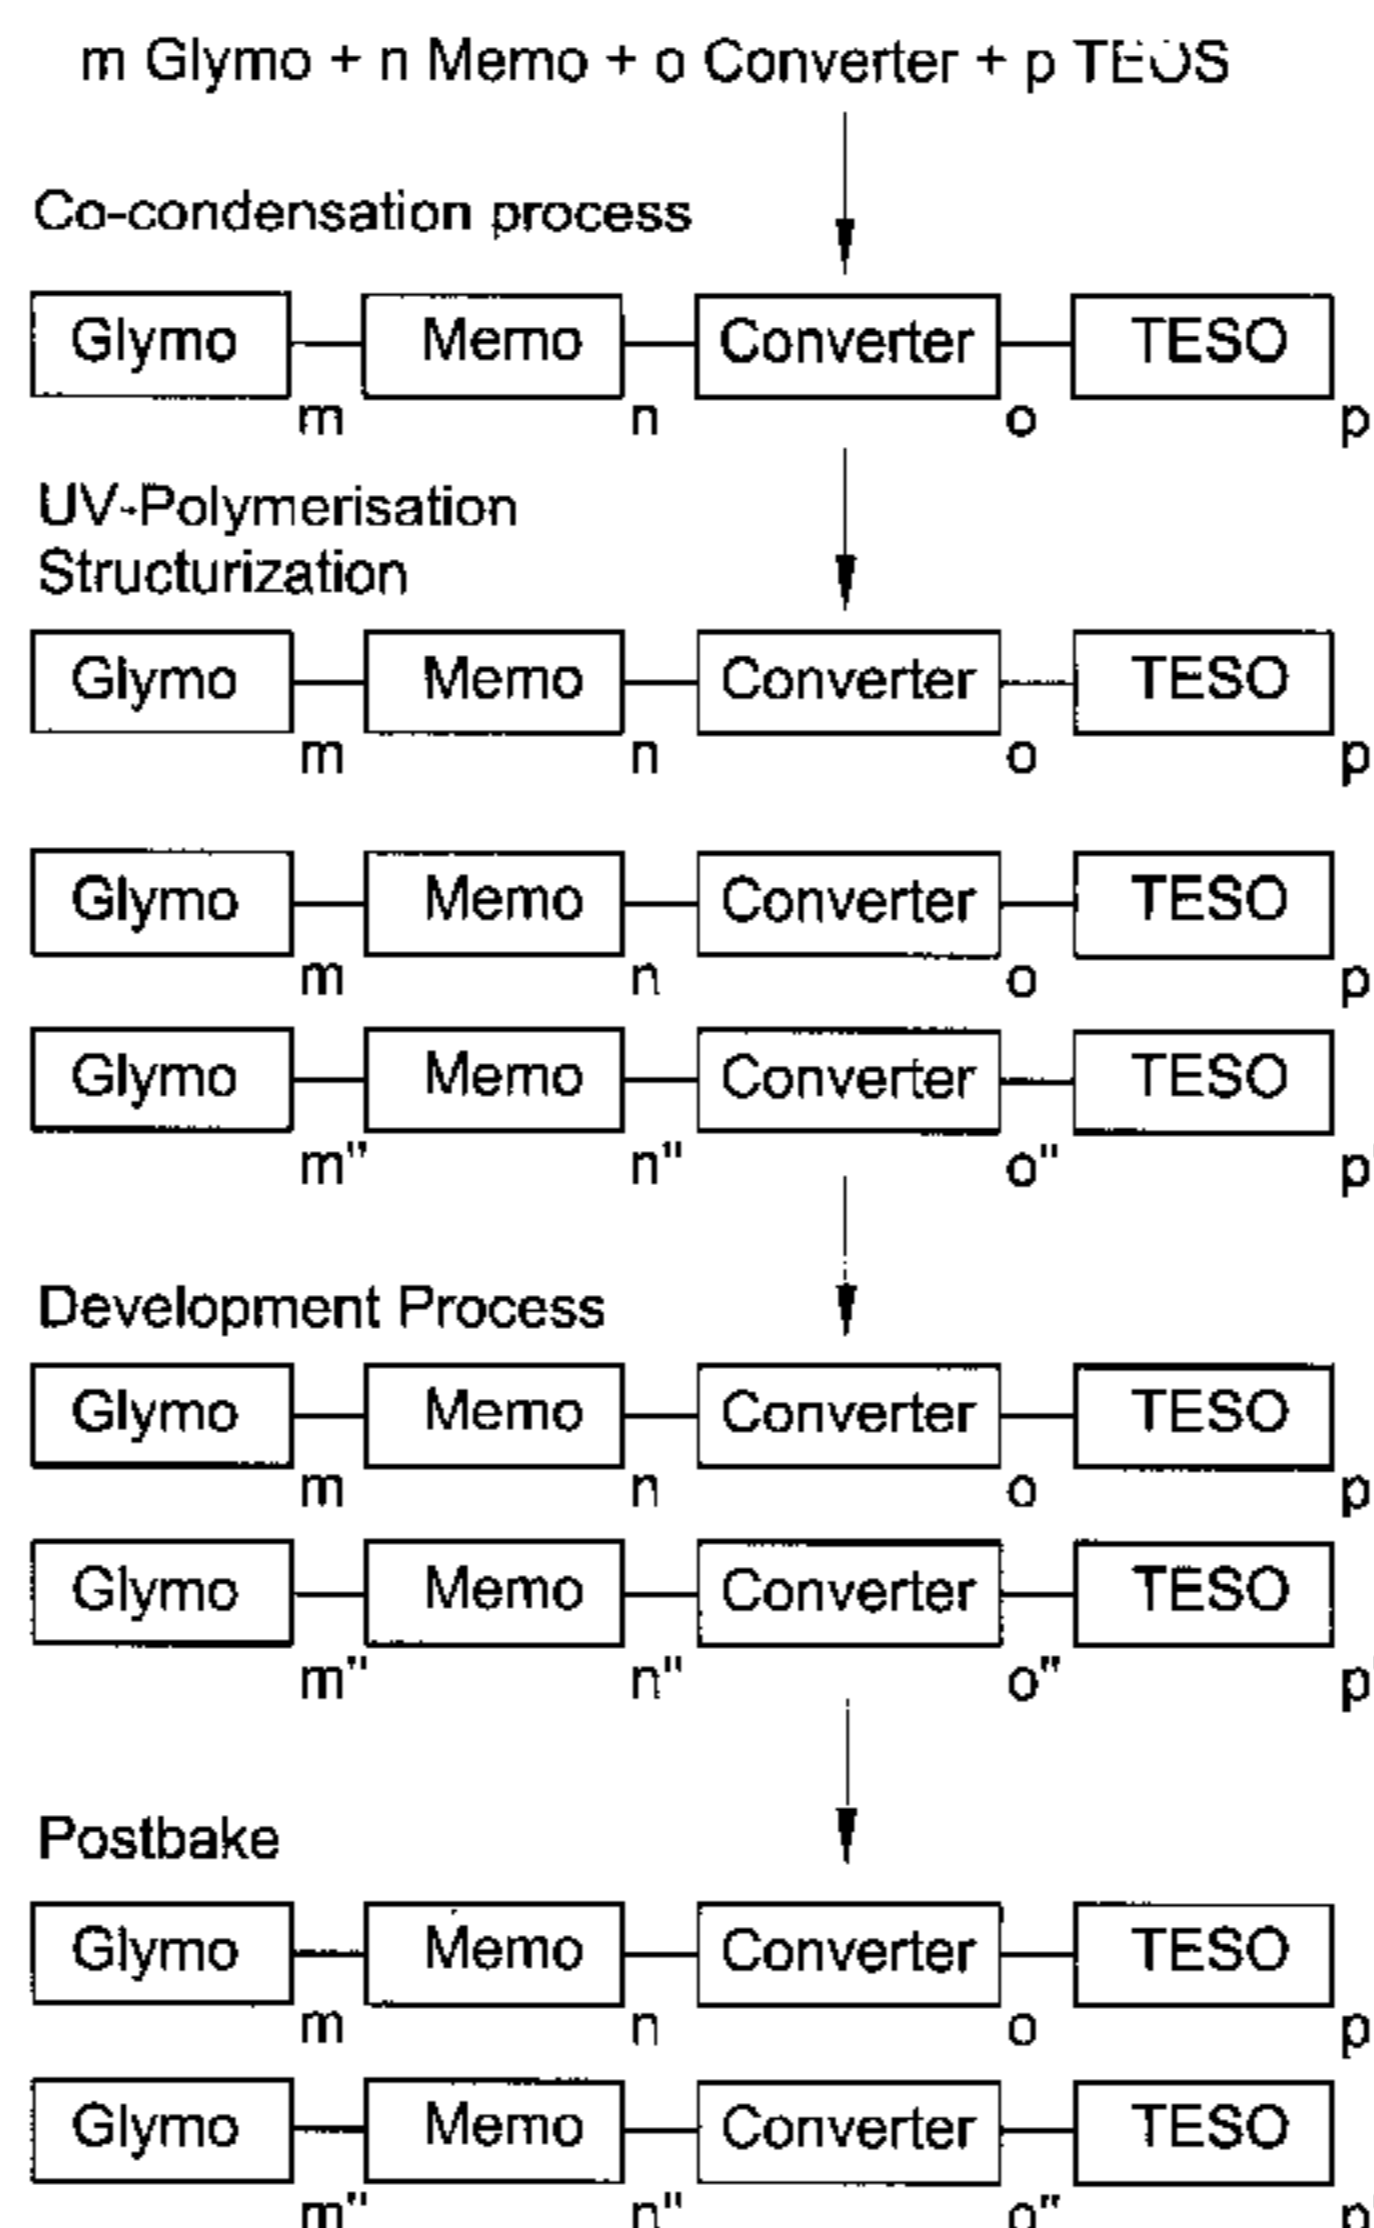 m Glymo + n Memo + o Converter + p TEOS
Co-condensation process
Glymo Memo Converter TESO
m n o p
UV-Polymerisation
Structurization
Glymo Memo Converter TESO
m n o p
Glymo Memo Converter TESO
m n o p
Glymo Memo Converter TESO
m" n" o" p'
Development Process
Glymo Memo Converter TESO
m n o p
Glymo Memo Converter TESO
m" n" o" p'
Postbake
Glymo Memo Converter TESO
m n o p
Glymo Memo Converter TESO
m" n" o" p'